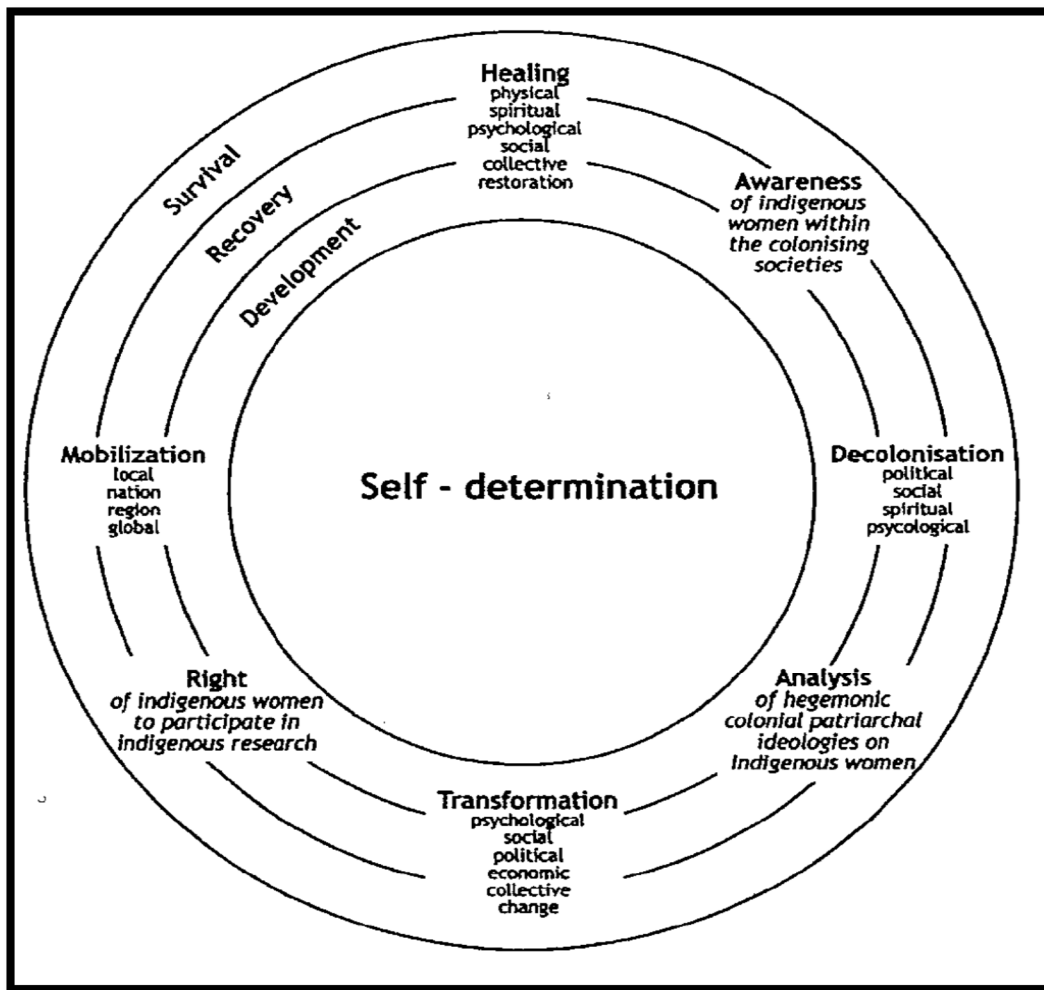 Healing
physical
spiritual
psychological
social
collective
restoration
Awareness
of indigenous
women within
the colonising
societies
Survival
Recovery
Development
Mobilization
local
nation
region
global
Self - determination
Decolonisation
political
social
spiritual
psycological
Right
of indigenous women
to participate in
indigenous research
Analysis
of hegemonic
colonial patriarchal
ideologies on
Indigenous women
Transformation
psychological
social
political
economic
collective
change